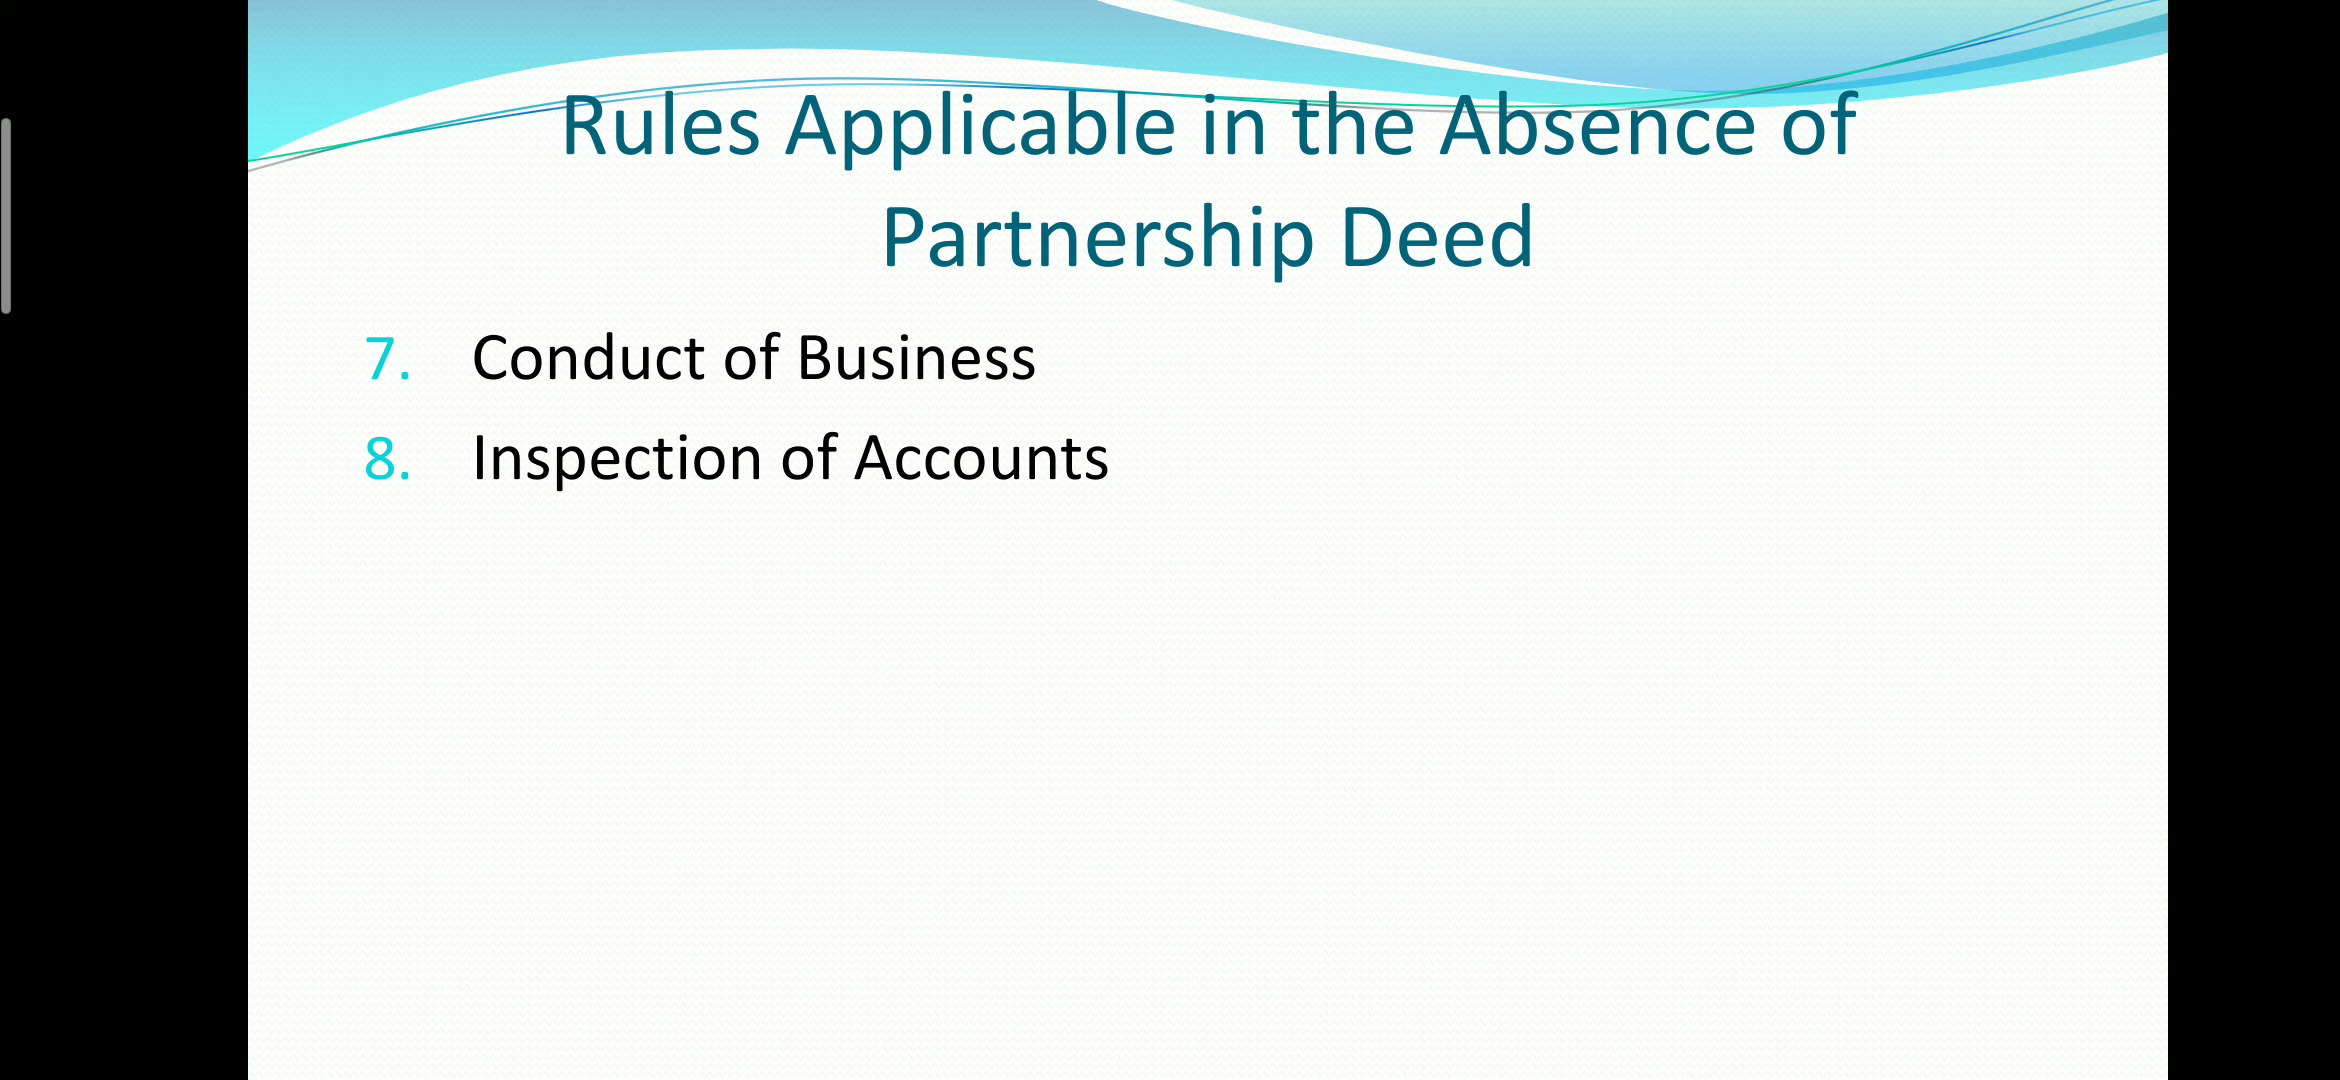 Rules Applicable in the Absence of
Partnership Deed
7. Conduct of Business
8. Inspection of Accounts